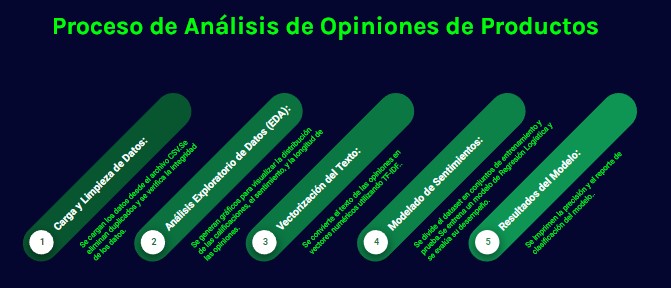 Proceso de Análisis de Opiniones de Productos
1
Carga y Limpieza de Datos:
Se cargan los datos desde el archivo CSV.Se
eliminan duplicados y se verifica la integridad
de los datos.
2
Análisis Exploratorio de Datos (EDA):
Se generan gráficos para visualizar la distribución
de las calificaciones, el sentimiento, y la longitud de
las opiniones.
3
Vectorización del Texto:
Se convierte el texto de las opiniones en
vectores numéricos utilizando TF-IDF..
4
Modelado de Sentimientos:
Se divide el dataset en conjuntos de entrenamiento y
prueba.Se entrena un modelo de Regresión Logística y
se evalúa su desempeño.
5
Resultados del Modelo:
Se imprimen la precisión y el reporte de
clasificación del modelo..